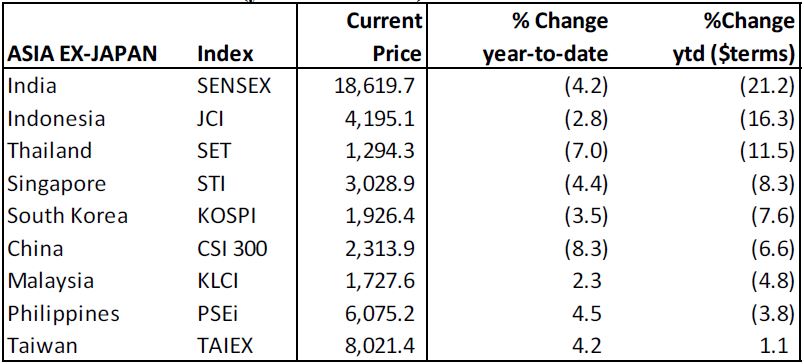 Current % Change %Change
ASIA EX-JAPAN Index Price year-to-date ytd ($terms)
India SENSEX 18,619.7 (4.2) (21.2)
Indonesia JCI 4,195.1 (2.8) (16.3)
Thailand SET 1,294.3 (7.0) (11.5)
Singapore STI 3,028.9 (4.4) (8.3)
South Korea KOSPI 1,926.4 (3.5) (7.6)
China CSI 300 2,313.9 (8.3) (6.6)
Malaysia KLCI 1,727.6 2.3 (4.8)
Philippines PSEi 6,075.2 4.5 (3.8)
Taiwan TAIEX 8,021.4 4.2 1.1